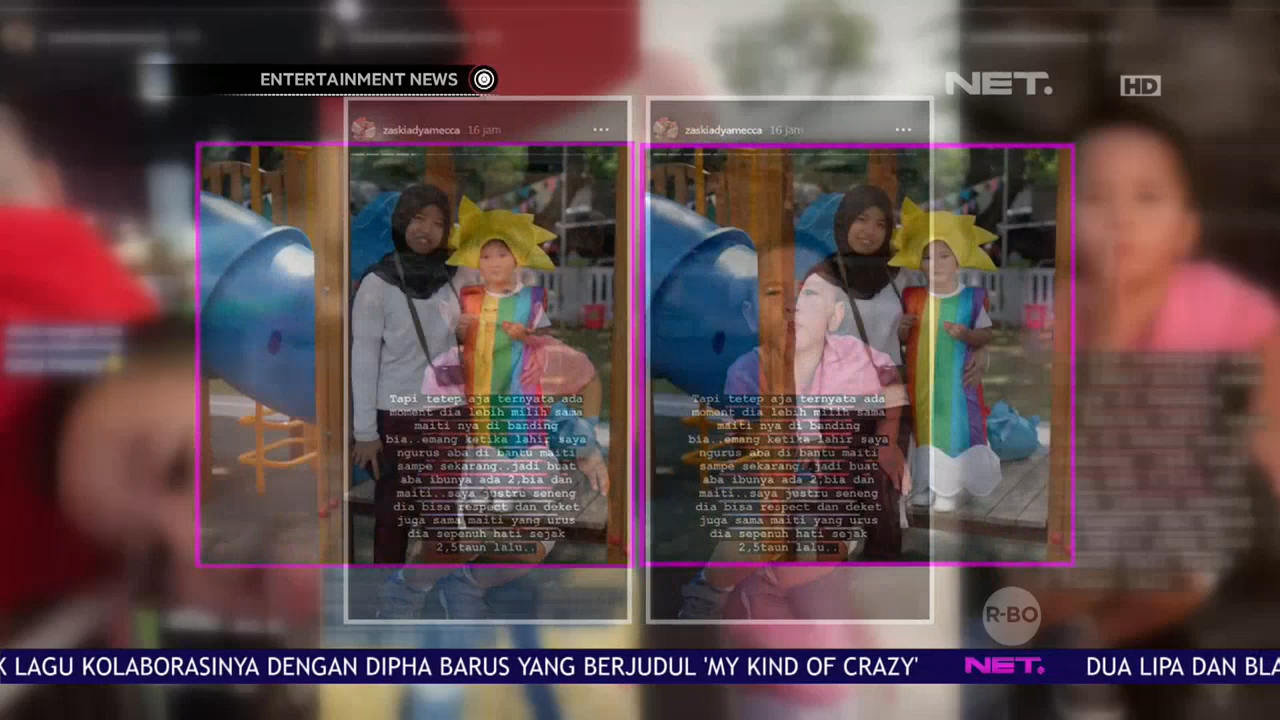 ENTERTAINMENT NEWS
NET.
HD
zaskiadyamecca 16 jam
Tapi tetep aja ternyata ada
moment dia lebih milih sama
maiti nya di banding
bia..emang ketika lahir saya
ngurus aba di bantu maiti
sampe sekarang..jadi buat
aba ibunya ada 2,bia dan
maiti..saya justru seneng
dia bisa respect dan deket
juga sama maiti yang urus
dia sepenuh hati sejak
2,5taun lalu..
zaskiadyamecca 16 jam
Tapi tetep aja ternyata ada
moment dia lebih milih sama
maiti nya di banding
bia..emang ketika lahir saya
ngurus aba di bantu maiti
sampe sekarang..jadi buat
aba ibunya ada 2,bia dan
maiti..saya justru seneng
dia bisa respect dan deket
juga sama maiti yang urus
dia sepenuh hati sejak
2,5taun lalu..
R-BO
K LAGU KOLABORASINYA DENGAN DIPHA BARUS YANG BERJUDUL 'MY KIND OF CRAZY' NET. DUA LIPA DAN BLA